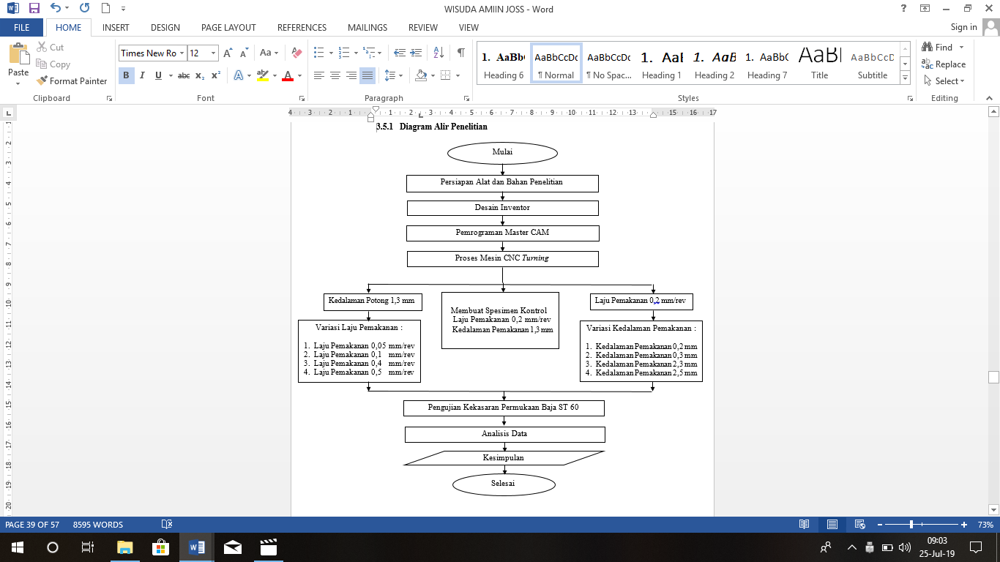 WISUDA AMIIN JOSS - Word
FILE HOME INSERT DESIGN PAGE LAYOUT REFERENCES MAILINGS REVIEW VIEW Sign in
Paste
Cut
Copy
Format Painter
Clipboard
Times New Ro 12
Font
Paragraph
1. AaBb( AaBbCcDc AaBbCcDc 1. Aal 1. AaB 1. AaBb( AaBl AaBbCcD
Heading 6 ¶ Normal ¶ No Spac... Heading 1 Heading 2 Heading 7 Title Subtitle
Styles
Find
Replace
Select
Editing
4 3 2 1 1 2 3 4 5 6 7 8 9 10 11 12 13 15 16 17
3.5.1 Diagram Alir Penelitian
Mulai
Persiapan Alat dan Bahan Penelitian
Desain Inventor
Pemrograman Master CAM
Proses Mesin CNC Turning
Kedalaman Potong 1,3 mm
Variasi Laju Pemakanan :
1. Laju Pemakanan 0,05 mm/rev
2. Laju Pemakanan 0,1 mm/rev
3. Laju Pemakanan 0,4 mm/rev
4. Laju Pemakanan 0,5 mm/rev
Membuat Spesimen Kontrol
Laju Pemakanan 0,2 mm/rev
Kedalaman Pemakanan 1,3 mm
Laju Pemakanan 0,2 mm/rev
Variasi Kedalaman Pemakanan :
1. Kedalaman Pemakanan 0,2 mm
2. Kedalaman Pemakanan 0,3 mm
3. Kedalaman Pemakanan 2,3 mm
4. Kedalaman Pemakanan 2,5 mm
Pengujian Kekasaran Permukaan Baja ST 60
Analisis Data
Kesimpulan
Selesai
PAGE 39 OF 57 8595 WORDS 73%
09:03
25-Jul-19